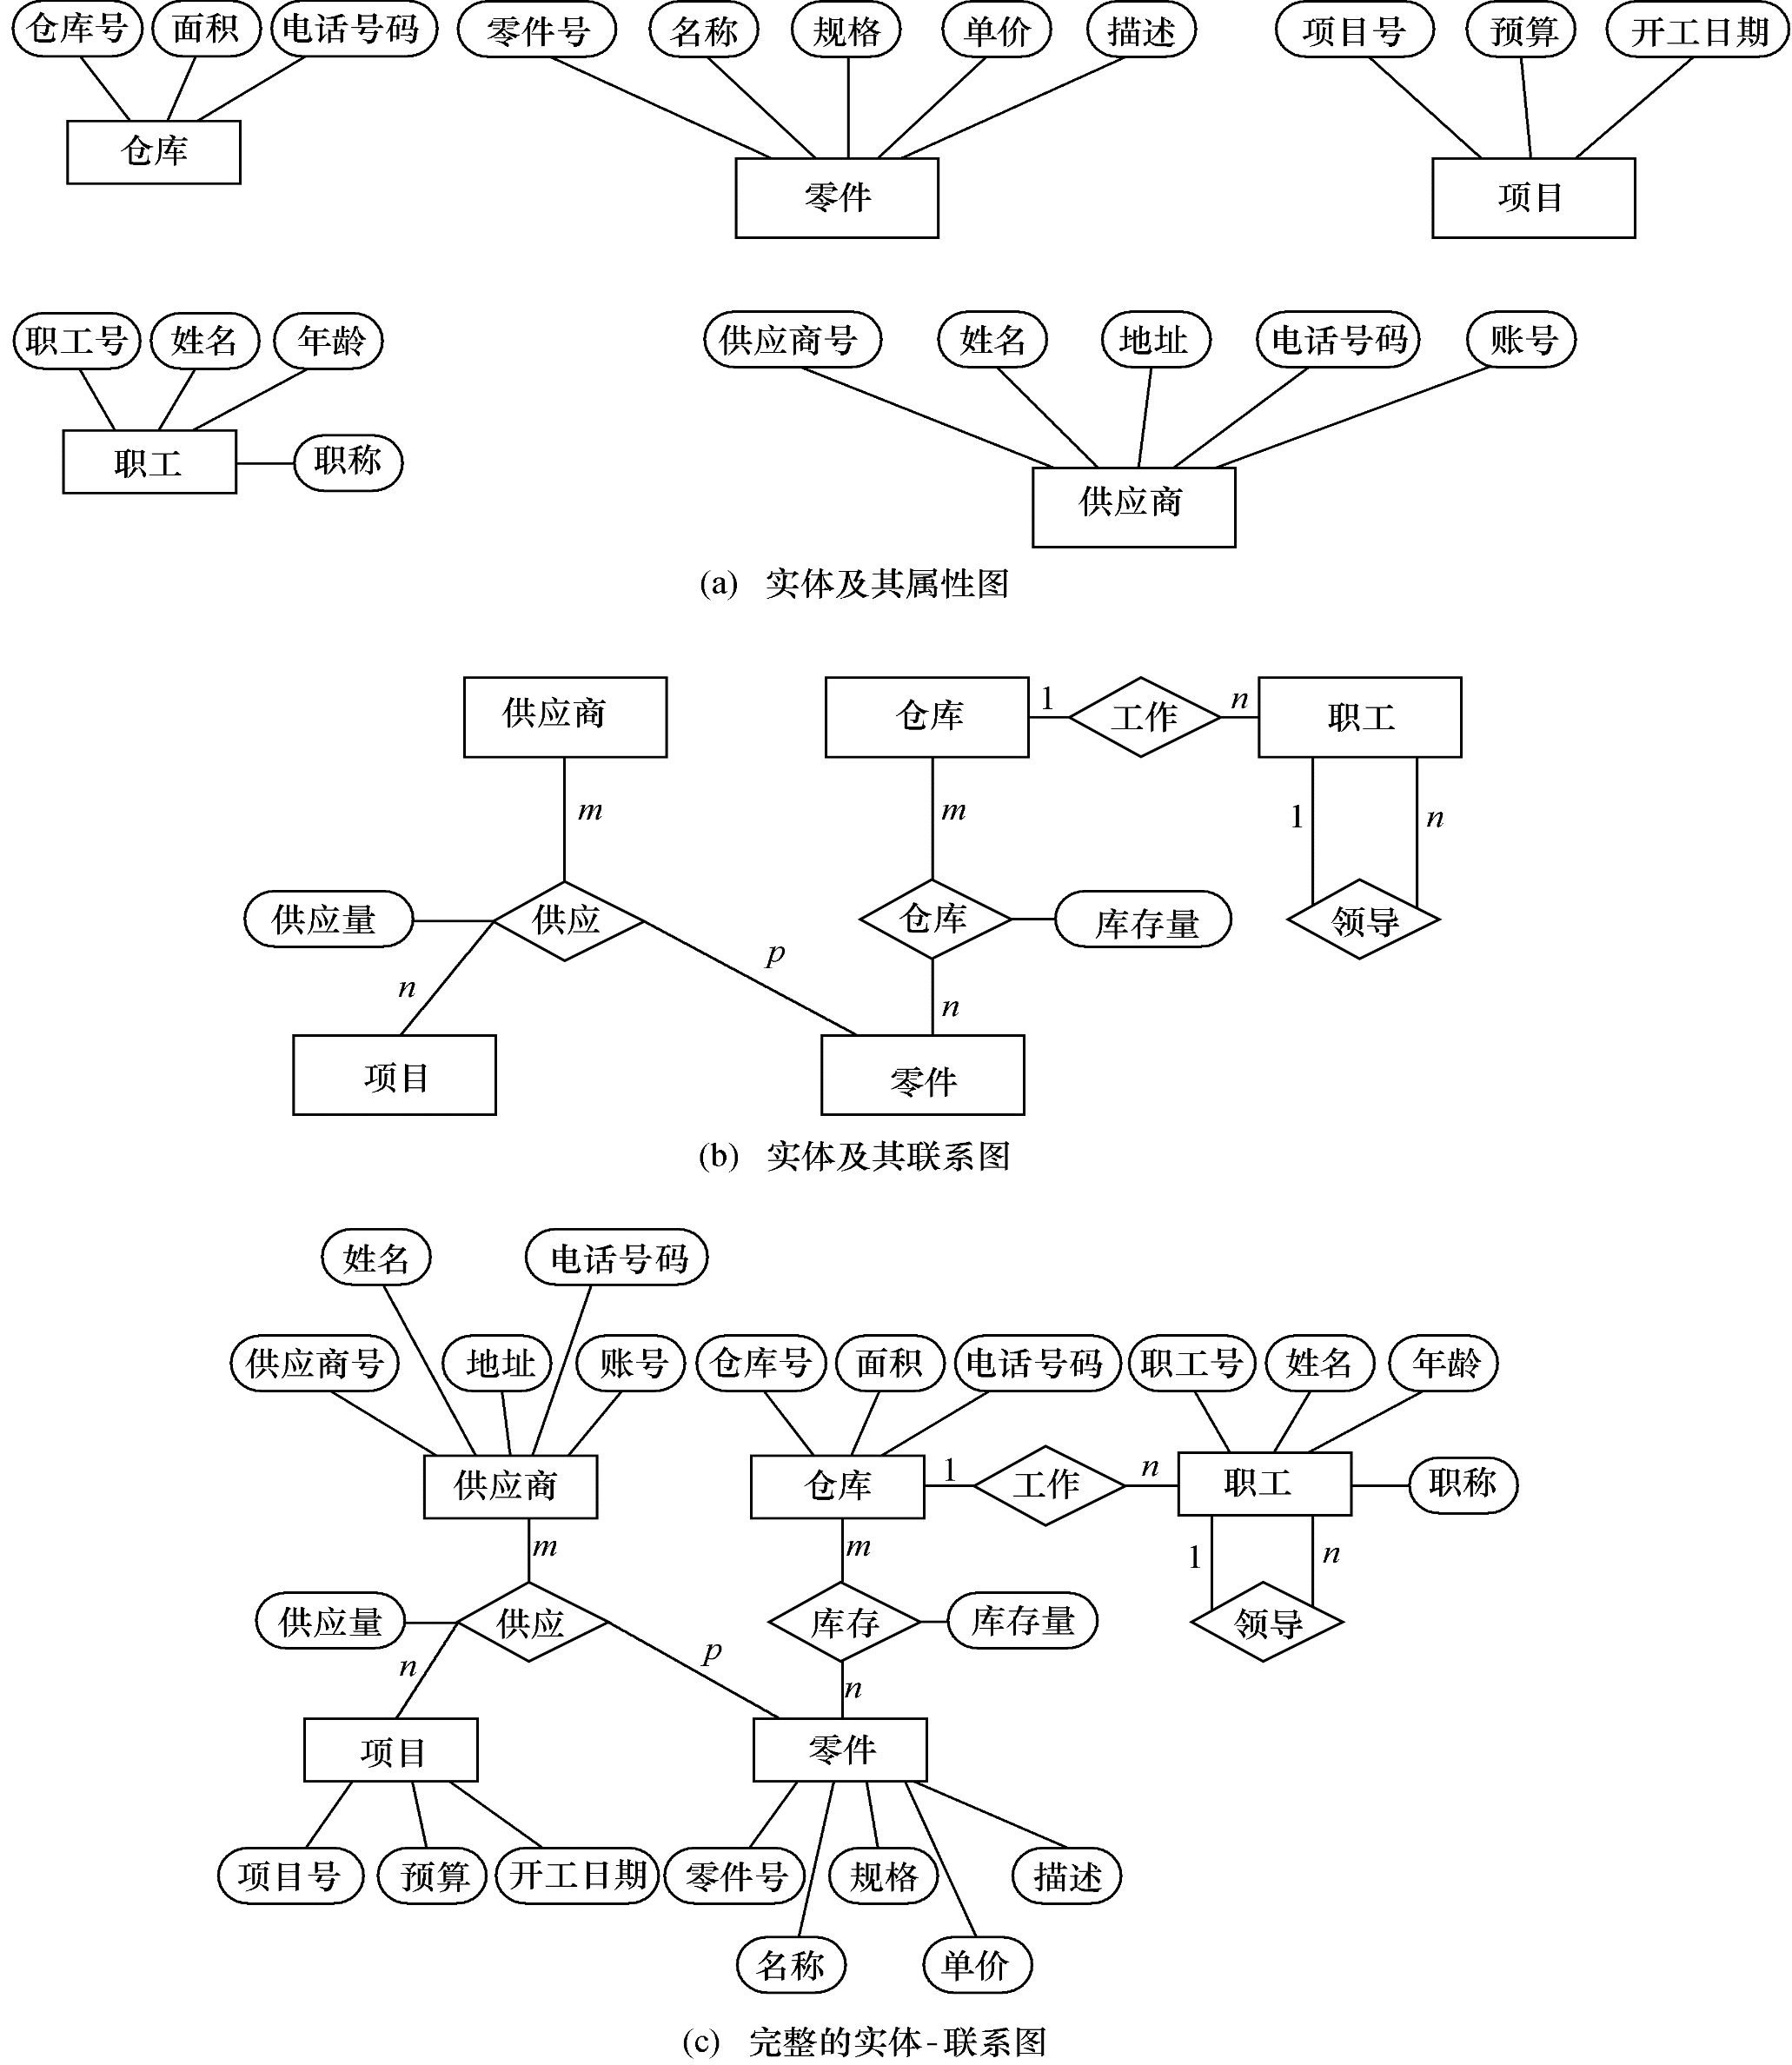 仓库号 面积 电话号码 零件号 名称 规格 单价 描述 项目号 预算 开工日期
仓库 零件 项目
职工号 姓名 年龄 供应商号 姓名 地址 电话号码 账号
职工 职称 供应商
(a) 实体及其属性图
供应商 仓库 1 工作 n 职工
m m 1 n
供应量 供应 仓库 库存量 领导
n p n
项目 零件
(b) 实体及其联系图
姓名 电话号码
供应商号 地址 账号 仓库号 面积 电话号码 职工号 姓名 年龄
供应商 仓库 1 工作 n 职工 职称
m m 1 n
供应量 供应 库存 库存量 领导
n p n
项目 零件
项目号 预算 开工日期 零件号 规格 描述
名称 单价
(c) 完整的实体-联系图